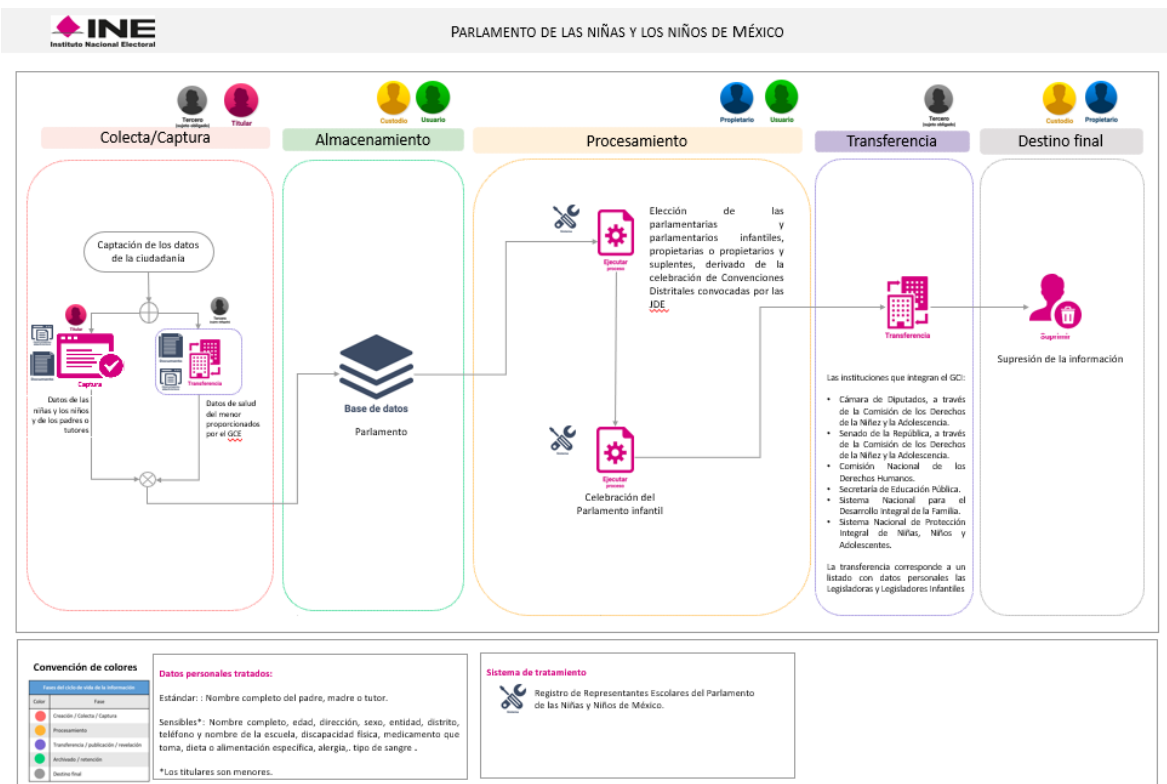 INE
Instituto Nacional Electoral
PARLAMENTO DE LAS NIÑAS Y LOS NIÑOS DE MÉXICO
Tercero
(sujeto obligado)
Titular
Custodio
Usuario
Propietario
Usuario
Tercero
(sujeto obligado)
Custodio
Propietario
Colecta/Captura
Almacenamiento
Procesamiento
Transferencia
Destino final
Captación de los datos
de la ciudadanía
Titular
Tercero
Documento
Captura
Documento
Transferencia
Datos de las
niñas y los niños
y de los padres o
tutores
Datos de salud
del menor
proporcionados
por el GCE
Base de datos
Parlamento
Ejecutar
proceso
Elección de las
parlamentarias y
parlamentarios infantiles,
propietarias o propietarios y
suplentes, derivado de la
celebración de Convenciones
Distritales convocadas por las
JDE
Ejecutar
proceso
Celebración del
Parlamento infantil
Transferencia
Las instituciones que integran el GCI:
• Cámara de Diputados, a través
de la Comisión de los Derechos
de la Niñez y la Adolescencia.
• Senado de la República, a través
de la Comisión de los Derechos
de la Niñez y la Adolescencia.
• Comisión Nacional de los
Derechos Humanos.
• Secretaría de Educación Pública.
• Sistema Nacional para el
Desarrollo Integral de la Familia.
• Sistema Nacional de Protección
Integral de Niñas, Niños y
Adolescentes.
La transferencia corresponde a un
listado con datos personales las
Legisladoras y Legisladores Infantiles
Suprimir
Supresión de la información
Convención de colores
Fases del ciclo de vida de la información
Color Fase
Creación / Colecta / Captura
Procesamiento
Transferencia / publicación / revelación
Archivado / retención
Destino final
Datos personales tratados:
Estándar: : Nombre completo del padre, madre o tutor.
Sensibles*: Nombre completo, edad, dirección, sexo, entidad, distrito,
teléfono y nombre de la escuela, discapacidad física, medicamento que
toma, dieta o alimentación específica, alergia,. tipo de sangre .
*Los titulares son menores.
Sistema de tratamiento
Registro de Representantes Escolares del Parlamento
de las Niñas y Niños de México.